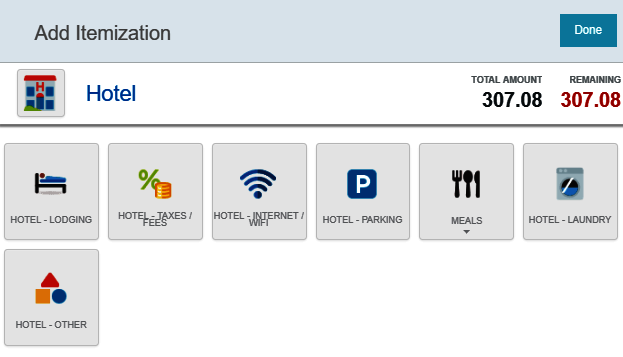 Add Itemization
Done
Hotel
TOTAL AMOUNT
307.08
REMAINING
307.08
HOTEL - LODGING
HOTEL - TAXES /
FEES
HOTEL - INTERNET /
WIFI
HOTEL - PARKING
MEALS
HOTEL - LAUNDRY
HOTEL - OTHER